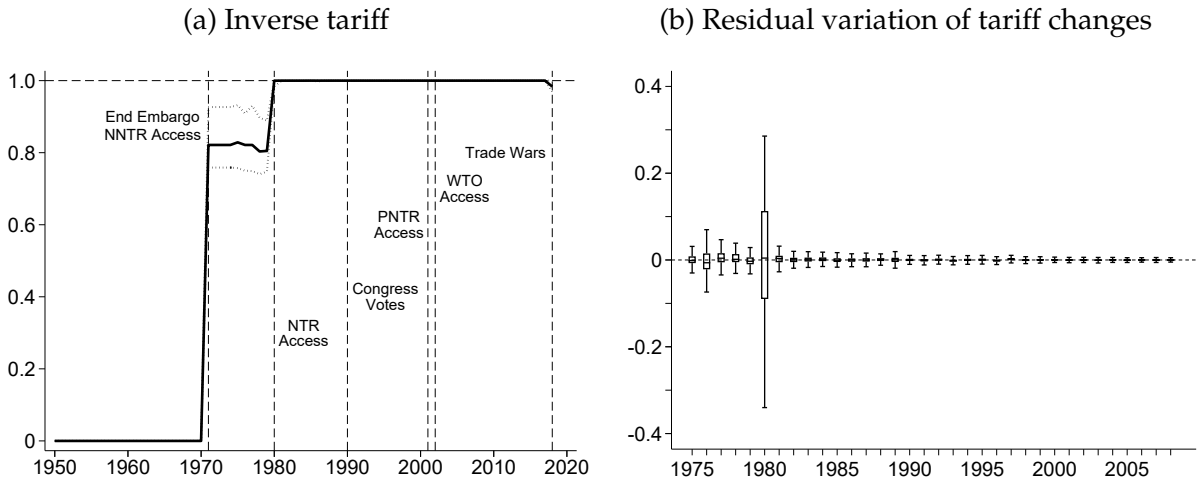 (a) Inverse tariff
1.0
0.8
0.6
0.4
0.2
0
End Embargo
NNTR Access
Trade Wars
WTO
Access
PNTR
Access
Congress
Votes
NTR
Access
1950 1960 1970 1980 1990 2000 2010 2020
(b) Residual variation of tariff changes
0.4
0.2
0
-0.2
-0.4
1975 1980 1985 1990 1995 2000 2005